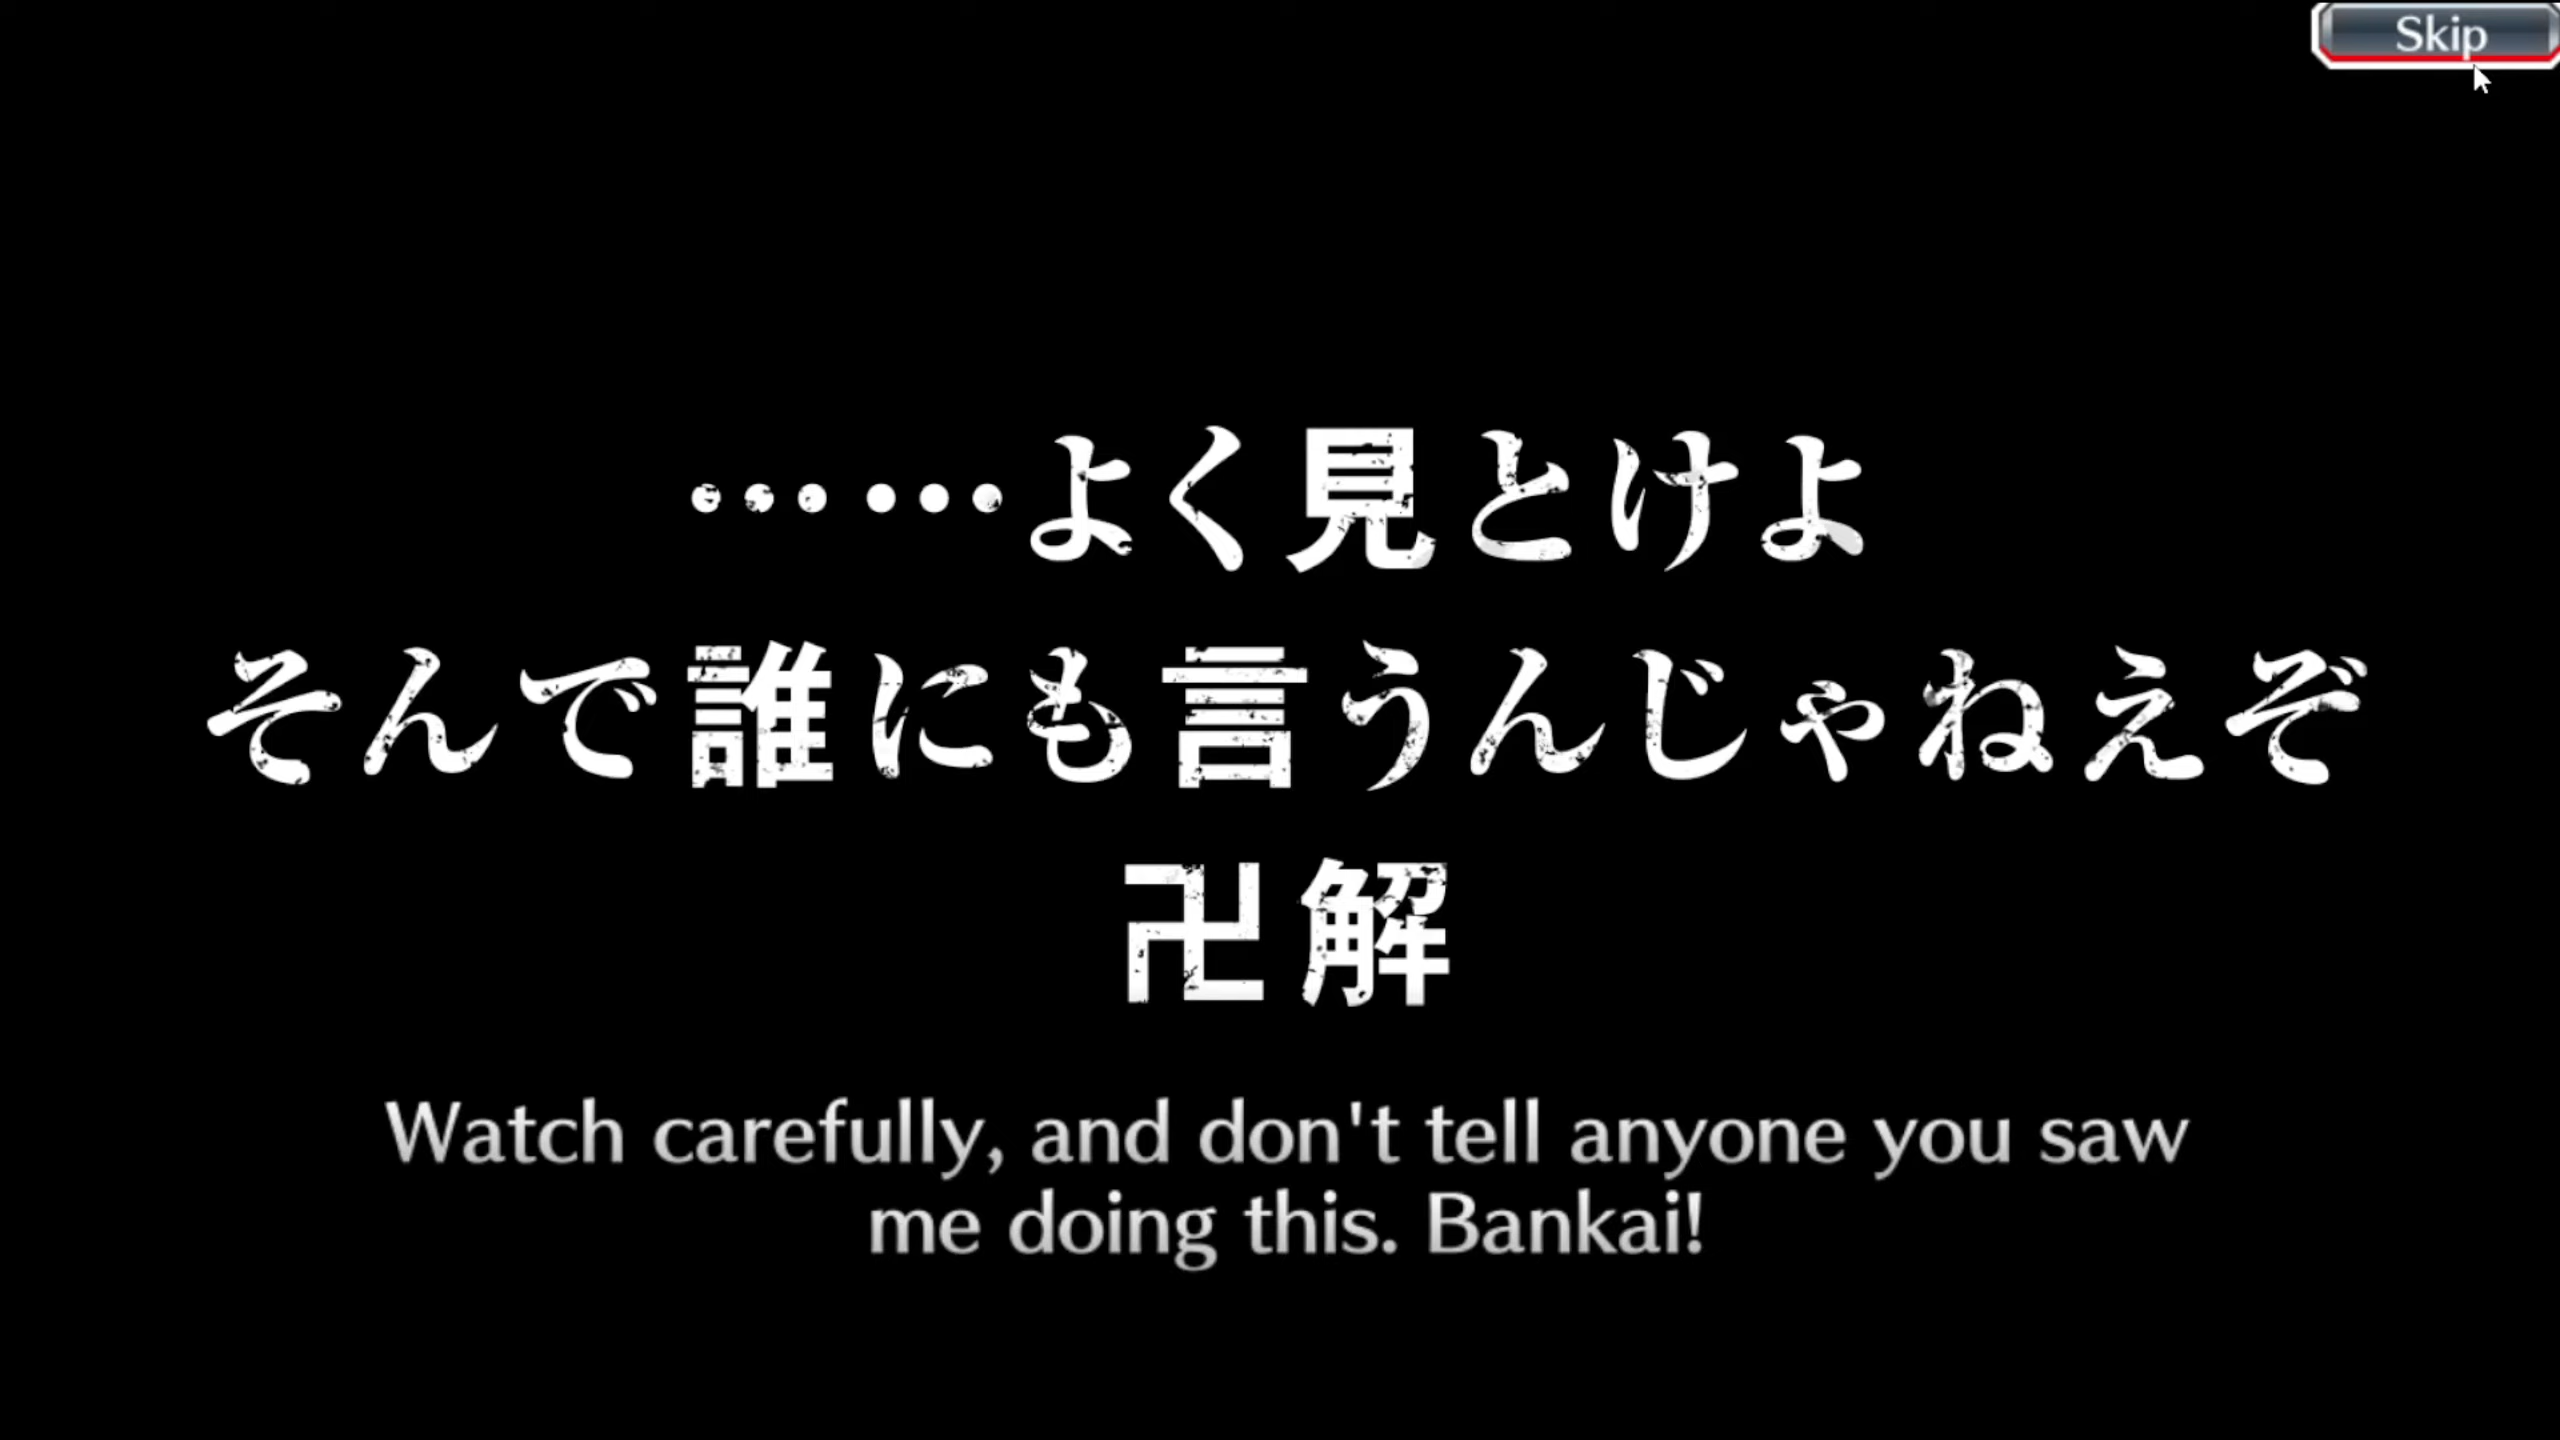 Skip
……よく見とけよ
そんで誰にも言うんじゃねえぞ
卍解
Watch carefully, and don't tell anyone you saw
me doing this. Bankai!